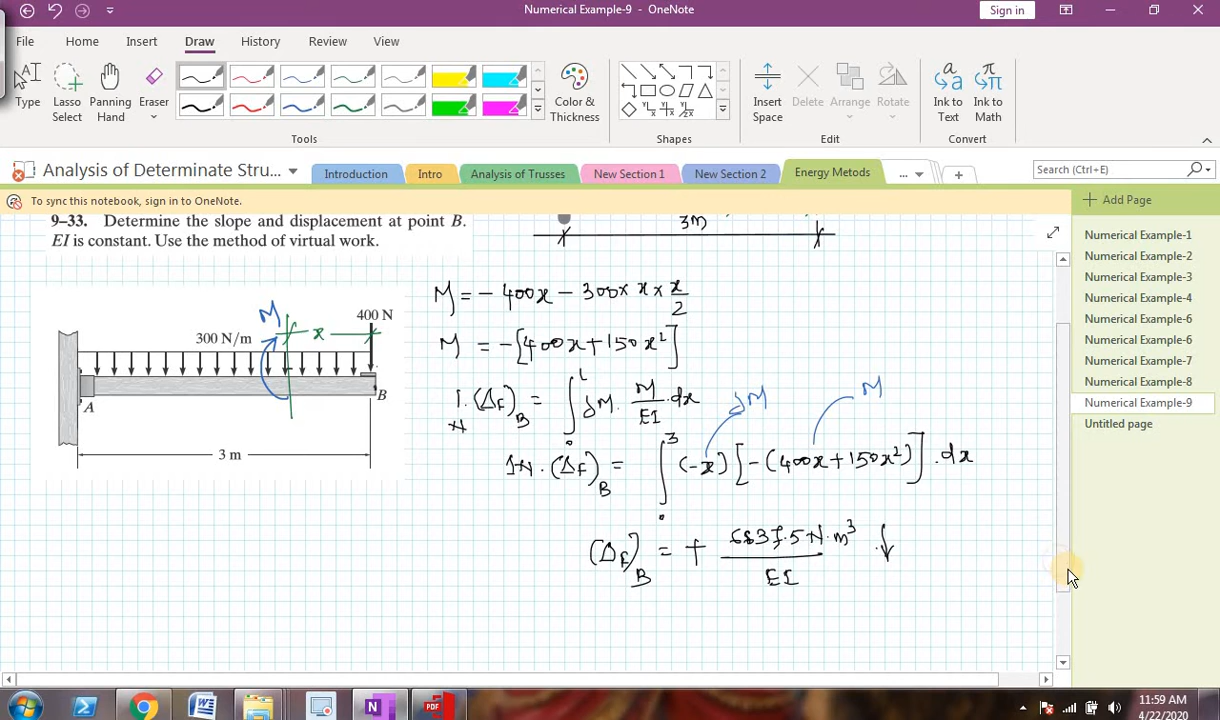 Numerical Example-9 - OneNote
Sign in
File Home Insert Draw History Review View
Type Lasso Select Panning Hand Eraser Color & Thickness Insert Space Delete Arrange Rotate Ink to Text Ink to Math
Tools Shapes Edit Convert
Analysis of Determinate Stru... Introduction Intro Analysis of Trusses New Section 1 New Section 2 Energy Metods ... Search (Ctrl+E)
To sync this notebook, sign in to OneNote.
Add Page
9–33. Determine the slope and displacement at point B.
EI is constant. Use the method of virtual work.
3M
M = - 400x - 300 × x × x/2
M = -[400x + 150x²]
1N . (ΔF)B = ∫₀ᴸ δM . M/EI . dx
δM M
1N . (ΔF)B = ∫₀³ (-x) [-(400x + 150x²)] . dx
(ΔF)B = + 6637.5 N.m³ / EI ↓
M
400 N
300 N/m
x
A
B
3 m
Numerical Example-1
Numerical Example-2
Numerical Example-3
Numerical Example-4
Numerical Example-6
Numerical Example-6
Numerical Example-7
Numerical Example-8
Numerical Example-9
Untitled page
11:59 AM
4/22/2020